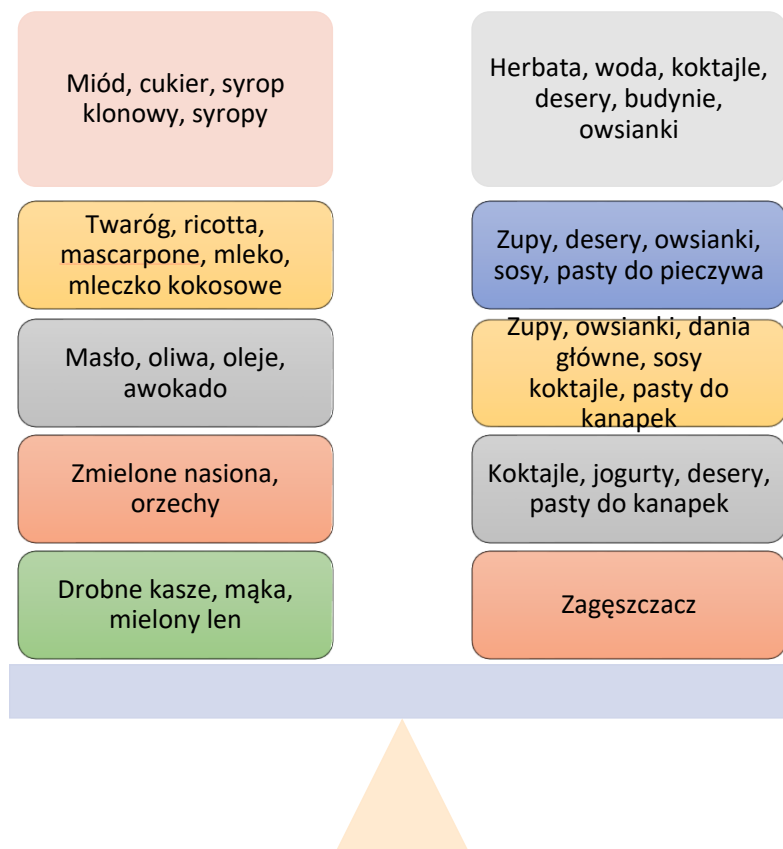 Miód, cukier, syrop
klonowy, syropy
Herbata, woda, koktajle,
desery, budynie,
owsianki
Twaróg, ricotta,
mascarpone, mleko,
mleczko kokosowe
Zupy, desery, owsianki,
sosy, pasty do pieczywa
Masło, oliwa, oleje,
awokado
Zupy, owsianki, dania
główne, sosy
koktajle, pasty do
kanapek
Zmielone nasiona,
orzechy
Koktajle, jogurty, desery,
pasty do kanapek
Drobne kasze, mąka,
mielony len
Zagęszczacz